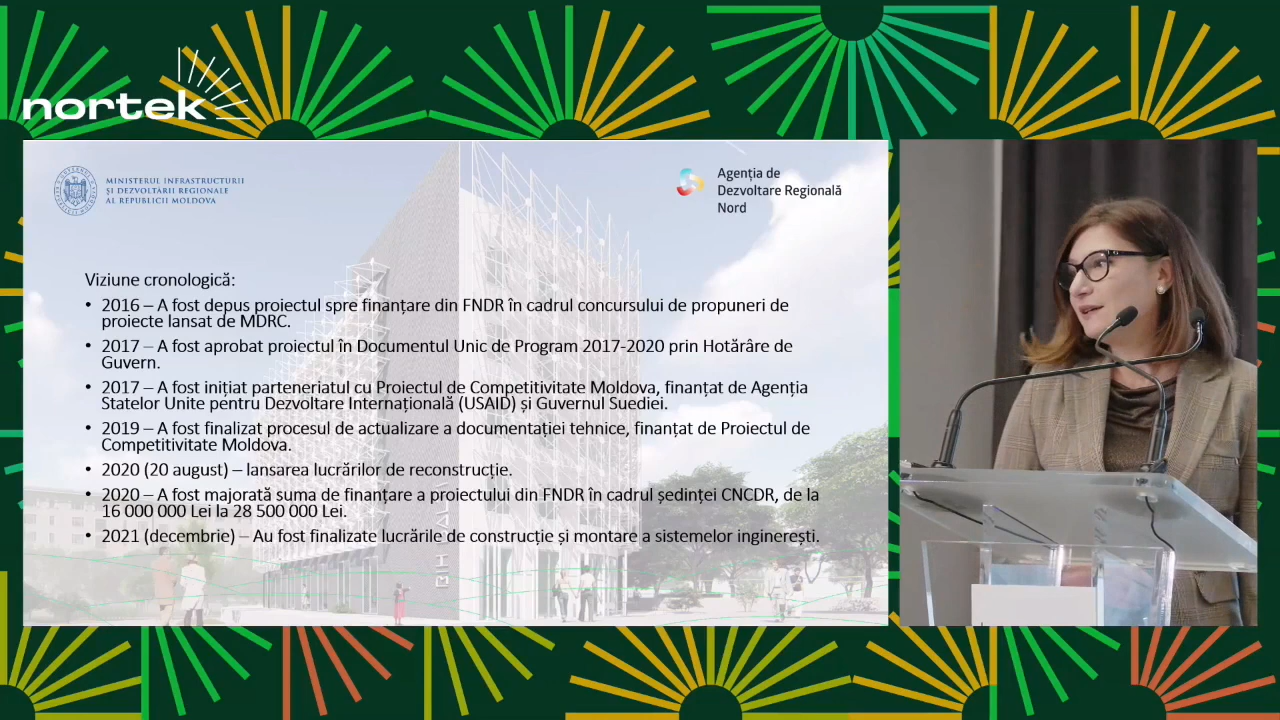 nortek
MINISTERUL INFRASTRUCTURII
ȘI DEZVOLTĂRII REGIONALE
AL REPUBLICII MOLDOVA
Agenția de
Dezvoltare Regională
Nord
Viziune cronologică:
• 2016 – A fost depus proiectul spre finanțare din FNDR în cadrul concursului de propuneri de
proiecte lansat de MDRC.
• 2017 – A fost aprobat proiectul în Documentul Unic de Program 2017-2020 prin Hotărâre de
Guvern.
• 2017 – A fost inițiat parteneriatul cu Proiectul de Competitivitate Moldova, finanțat de Agenția
Statelor Unite pentru Dezvoltare Internațională (USAID) și Guvernul Suediei.
• 2019 – A fost finalizat procesul de actualizare a documentației tehnice, finanțat de Proiectul de
Competitivitate Moldova.
• 2020 (20 august) – lansarea lucrărilor de reconstrucție.
• 2020 – A fost majorată suma de finanțare a proiectului din FNDR în cadrul ședinței CNCDR, de la
16 000 000 Lei la 28 500 000 Lei.
• 2021 (decembrie) – Au fost finalizate lucrările de construcție și montare a sistemelor inginerești.